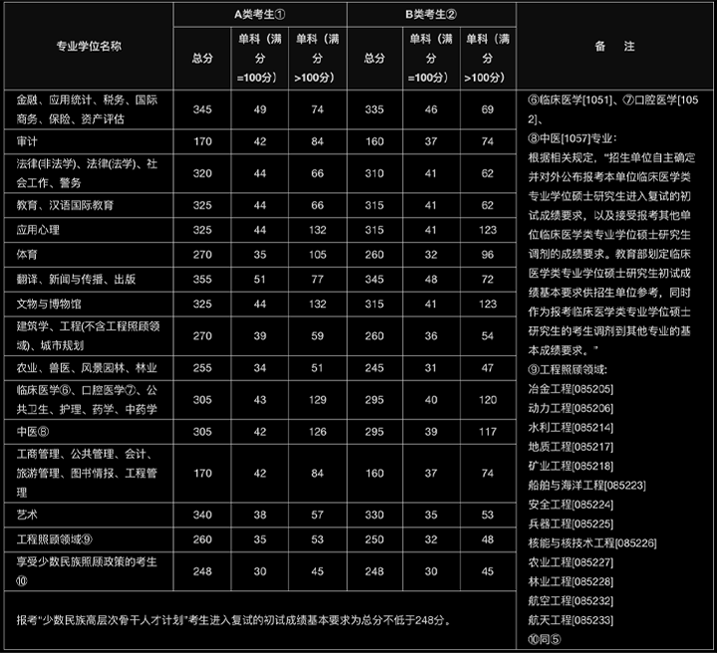 专业学位名称
A类考生①
B类考生②
备 注
总分
单科（满分=100分）
单科（满分>100分）
总分
单科（满分=100分）
单科（满分>100分）
金融、应用统计、税务、国际
商务、保险、资产评估
345 49 74 335 46 69
审计 170 42 84 160 37 74
法律(非法学)、法律(法学)、社
会工作、警务
320 44 66 310 41 62
教育、汉语国际教育 325 44 66 315 41 62
应用心理 325 44 132 315 41 123
体育 270 35 105 260 32 96
翻译、新闻与传播、出版 355 51 77 345 48 72
文物与博物馆 325 44 132 315 41 123
建筑学、工程(不含工程照顾领
域)、城市规划
270 39 59 260 36 54
农业、兽医、风景园林、林业 255 34 51 245 31 47
临床医学⑥、口腔医学⑦、公
共卫生、护理、药学、中药学
305 43 129 295 40 120
中医⑧ 305 42 126 295 39 117
工商管理、公共管理、会计、
旅游管理、图书情报、工程管
理
170 42 84 160 37 74
艺术 340 38 57 330 35 53
工程照顾领域⑨ 260 35 53 250 32 48
享受少数民族照顾政策的考生
⑩
248 30 45 248 30 45
报考“少数民族高层次骨干人才计划”考生进入复试的初试成绩基本要求为总分不低于248分。
⑥临床医学[1051]、⑦口腔医学[105
2]、
⑧中医[1057]专业：
根据相关规定，“招生单位自主确定
并对外公布报考本单位临床医学类
专业学位硕士研究生进入复试的初
试成绩要求，以及接受报考其他单
位临床医学类专业学位硕士研究生
调剂的成绩要求。教育部划定临床
医学类专业学位硕士研究生初试成
绩基本要求供招生单位参考，同时
作为报考临床医学类专业学位硕士
研究生的考生调剂到其他专业的基
本成绩要求。”
⑨工程照顾领域:
冶金工程[085205]
动力工程[085206]
水利工程[085214]
地质工程[085217]
矿业工程[085218]
船舶与海洋工程[085223]
安全工程[085224]
兵器工程[085225]
核能与核技术工程[085226]
农业工程[085227]
林业工程[085228]
航空工程[085232]
航天工程[085233]
⑩同⑤